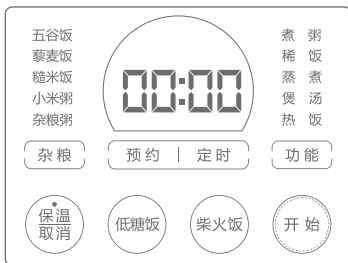 五谷饭
藜麦饭
糙米饭
小米粥
杂粮粥
00:00
煮粥
稀饭
蒸煮
煲汤
热饭
杂粮
预约 | 定时
功能
保温
取消
低糖饭
柴火饭
开始